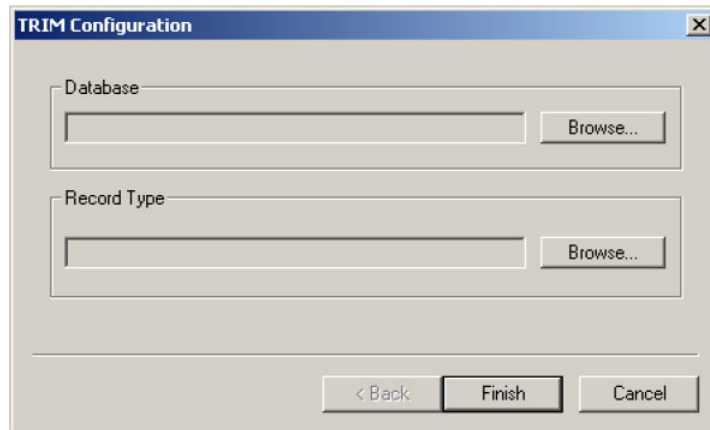 TRIM Configuration
Database
Browse...
Record Type
Browse...
< Back Finish Cancel